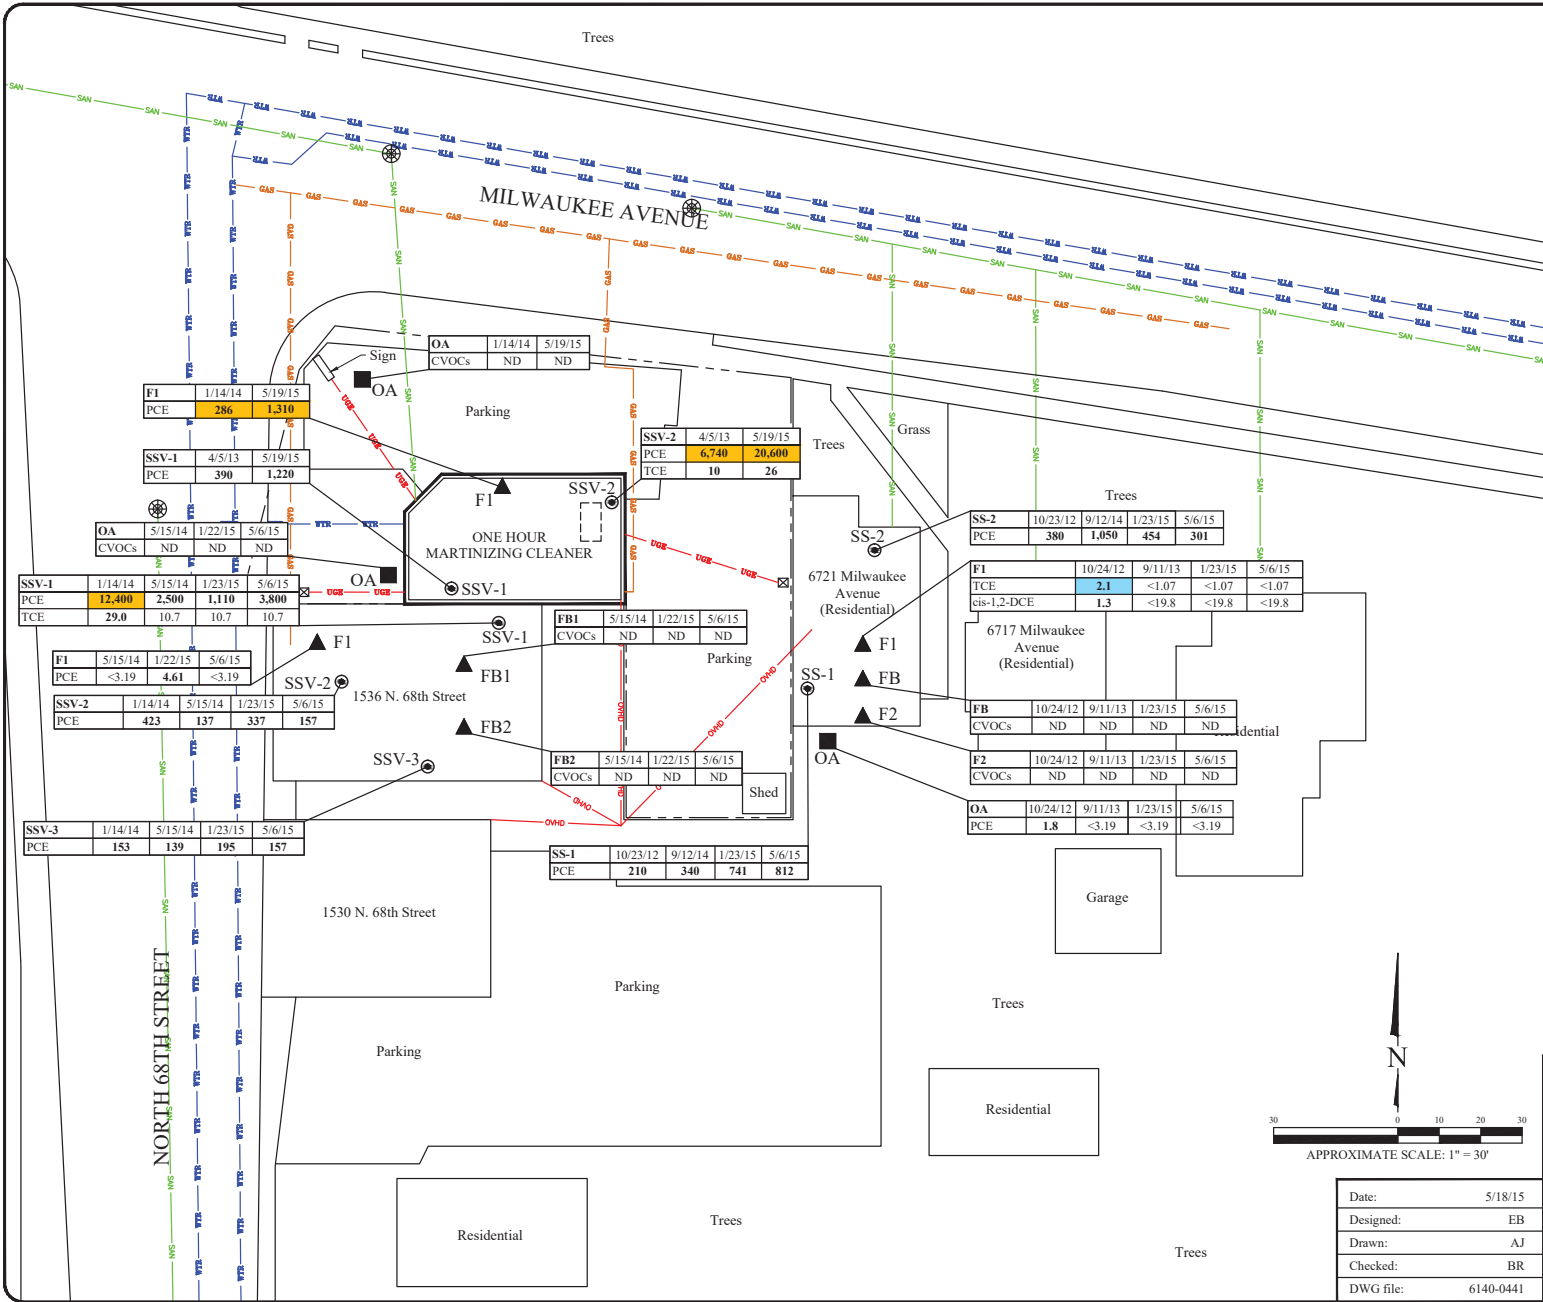 Trees
MILWAUKEE AVENUE
Sign
OA 1/14/14 5/19/15
CVOCs ND ND
OA
F1 1/14/14 5/19/15
PCE 286 1,310
Parking
Trees
Grass
SSV-2 4/5/13 5/19/15
PCE 6,740 20,600
TCE 10 26
SSV-1 4/5/13 5/19/15
PCE 390 1,220
F1
SSV-2
Trees
ONE HOUR
MARTINIZING CLEANER
SS-2 10/23/12 9/12/14 1/23/15 5/6/15
PCE 380 1,050 454 301
SS-2
OA 5/15/14 1/22/15 5/6/15
CVOCs ND ND ND
OA
SSV-1
6721 Milwaukee
Avenue
(Residential)
F1 10/24/12 9/11/13 1/23/15 5/6/15
TCE 2.1 <1.07 <1.07 <1.07
cis-1,2-DCE 1.3 <19.8 <19.8 <19.8
SSV-1 1/14/14 5/15/14 1/23/15 5/6/15
PCE 12,400 2,500 1,110 3,800
TCE 29.0 10.7 10.7 10.7
FB1 5/15/14 1/22/15 5/6/15
CVOCs ND ND ND
SSV-1
F1
F1
6717 Milwaukee
Avenue
(Residential)
F1 5/15/14 1/22/15 5/6/15
PCE <3.19 4.61 <3.19
Parking
FB1
SS-1
FB
SSV-2
1536 N. 68th Street
SSV-2 1/14/14 5/15/14 1/23/15 5/6/15
PCE 423 137 337 157
FB 10/24/12 9/11/13 1/23/15 5/6/15
CVOCs ND ND ND ND
F2
FB2
idential
SSV-3
OA
FB2 5/15/14 1/22/15 5/6/15
CVOCs ND ND ND
F2 10/24/12 9/11/13 1/23/15 5/6/15
CVOCs ND ND ND ND
Shed
OA 10/24/12 9/11/13 1/23/15 5/6/15
PCE 1.8 <3.19 <3.19 <3.19
SSV-3 1/14/14 5/15/14 1/23/15 5/6/15
PCE 153 139 195 157
SS-1 10/23/12 9/12/14 1/23/15 5/6/15
PCE 210 340 741 812
Garage
1530 N. 68th Street
Parking
Trees
Parking
NORTH 68TH STREET
N
Residential
30 0 10 20 30
APPROXIMATE SCALE: 1" = 30'
Residential
Trees
Trees
Date: 5/18/15
Designed: EB
Drawn: AJ
Checked: BR
DWG file: 6140-0441
SAN
WTR
GAS
UGE
OVHD